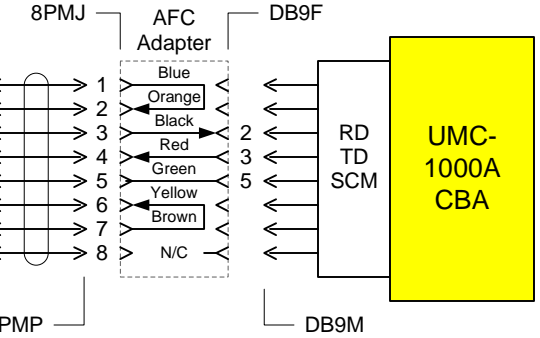 8PMJ
AFC
Adapter
DB9F
1
2
3
4
5
6
7
8
Blue
Orange
Black
Red
Green
Yellow
Brown
N/C
2
3
5
RD
TD
SCM
UMC-
1000A
CBA
PMP
DB9M